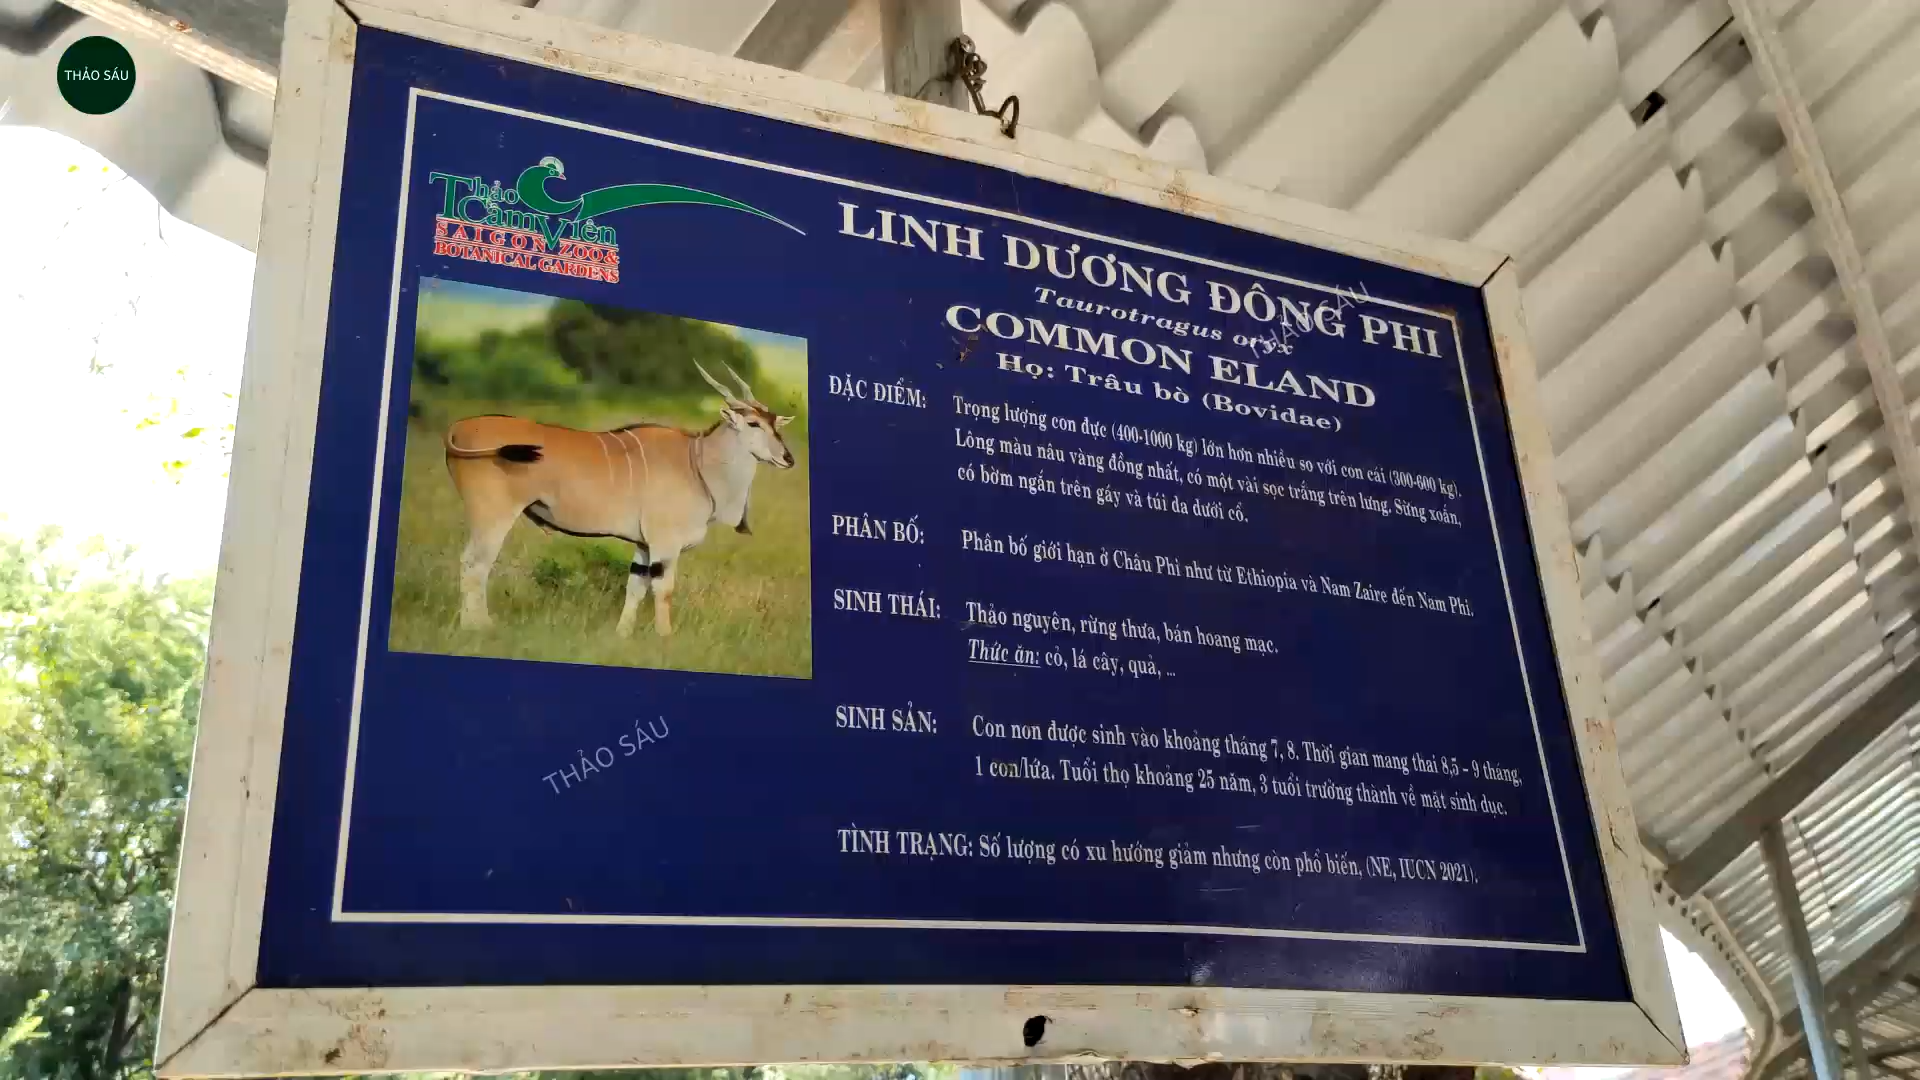 THẢO SÁU
Thảo
Cầm Viên
SAIGON ZOO&
BOTANICAL GARDENS
LINH DƯƠNG ĐÔNG PHI
Taurotragus oryx
COMMON ELAND
Họ: Trâu bò (Bovidae)
THẢO SÁU
ĐẶC ĐIỂM: Trọng lượng con đực (400-1000 kg) lớn hơn nhiều so với con cái (300-600 kg).
Lông màu nâu vàng đồng nhất, có một vài sọc trắng trên lưng. Sừng xoắn,
có bờm ngắn trên gáy và túi da dưới cổ.
PHÂN BỐ: Phân bố giới hạn ở Châu Phi như từ Ethiopia và Nam Zaire đến Nam Phi.
SINH THÁI: Thảo nguyên, rừng thưa, bán hoang mạc.
Thức ăn: cỏ, lá cây, quả, ...
SINH SẢN: Con non được sinh vào khoảng tháng 7, 8. Thời gian mang thai 8,5 - 9 tháng,
1 con/lứa. Tuổi thọ khoảng 25 năm, 3 tuổi trưởng thành về mặt sinh dục.
TÌNH TRẠNG: Số lượng có xu hướng giảm nhưng còn phổ biến, (NE, IUCN 2021).
THẢO SÁU